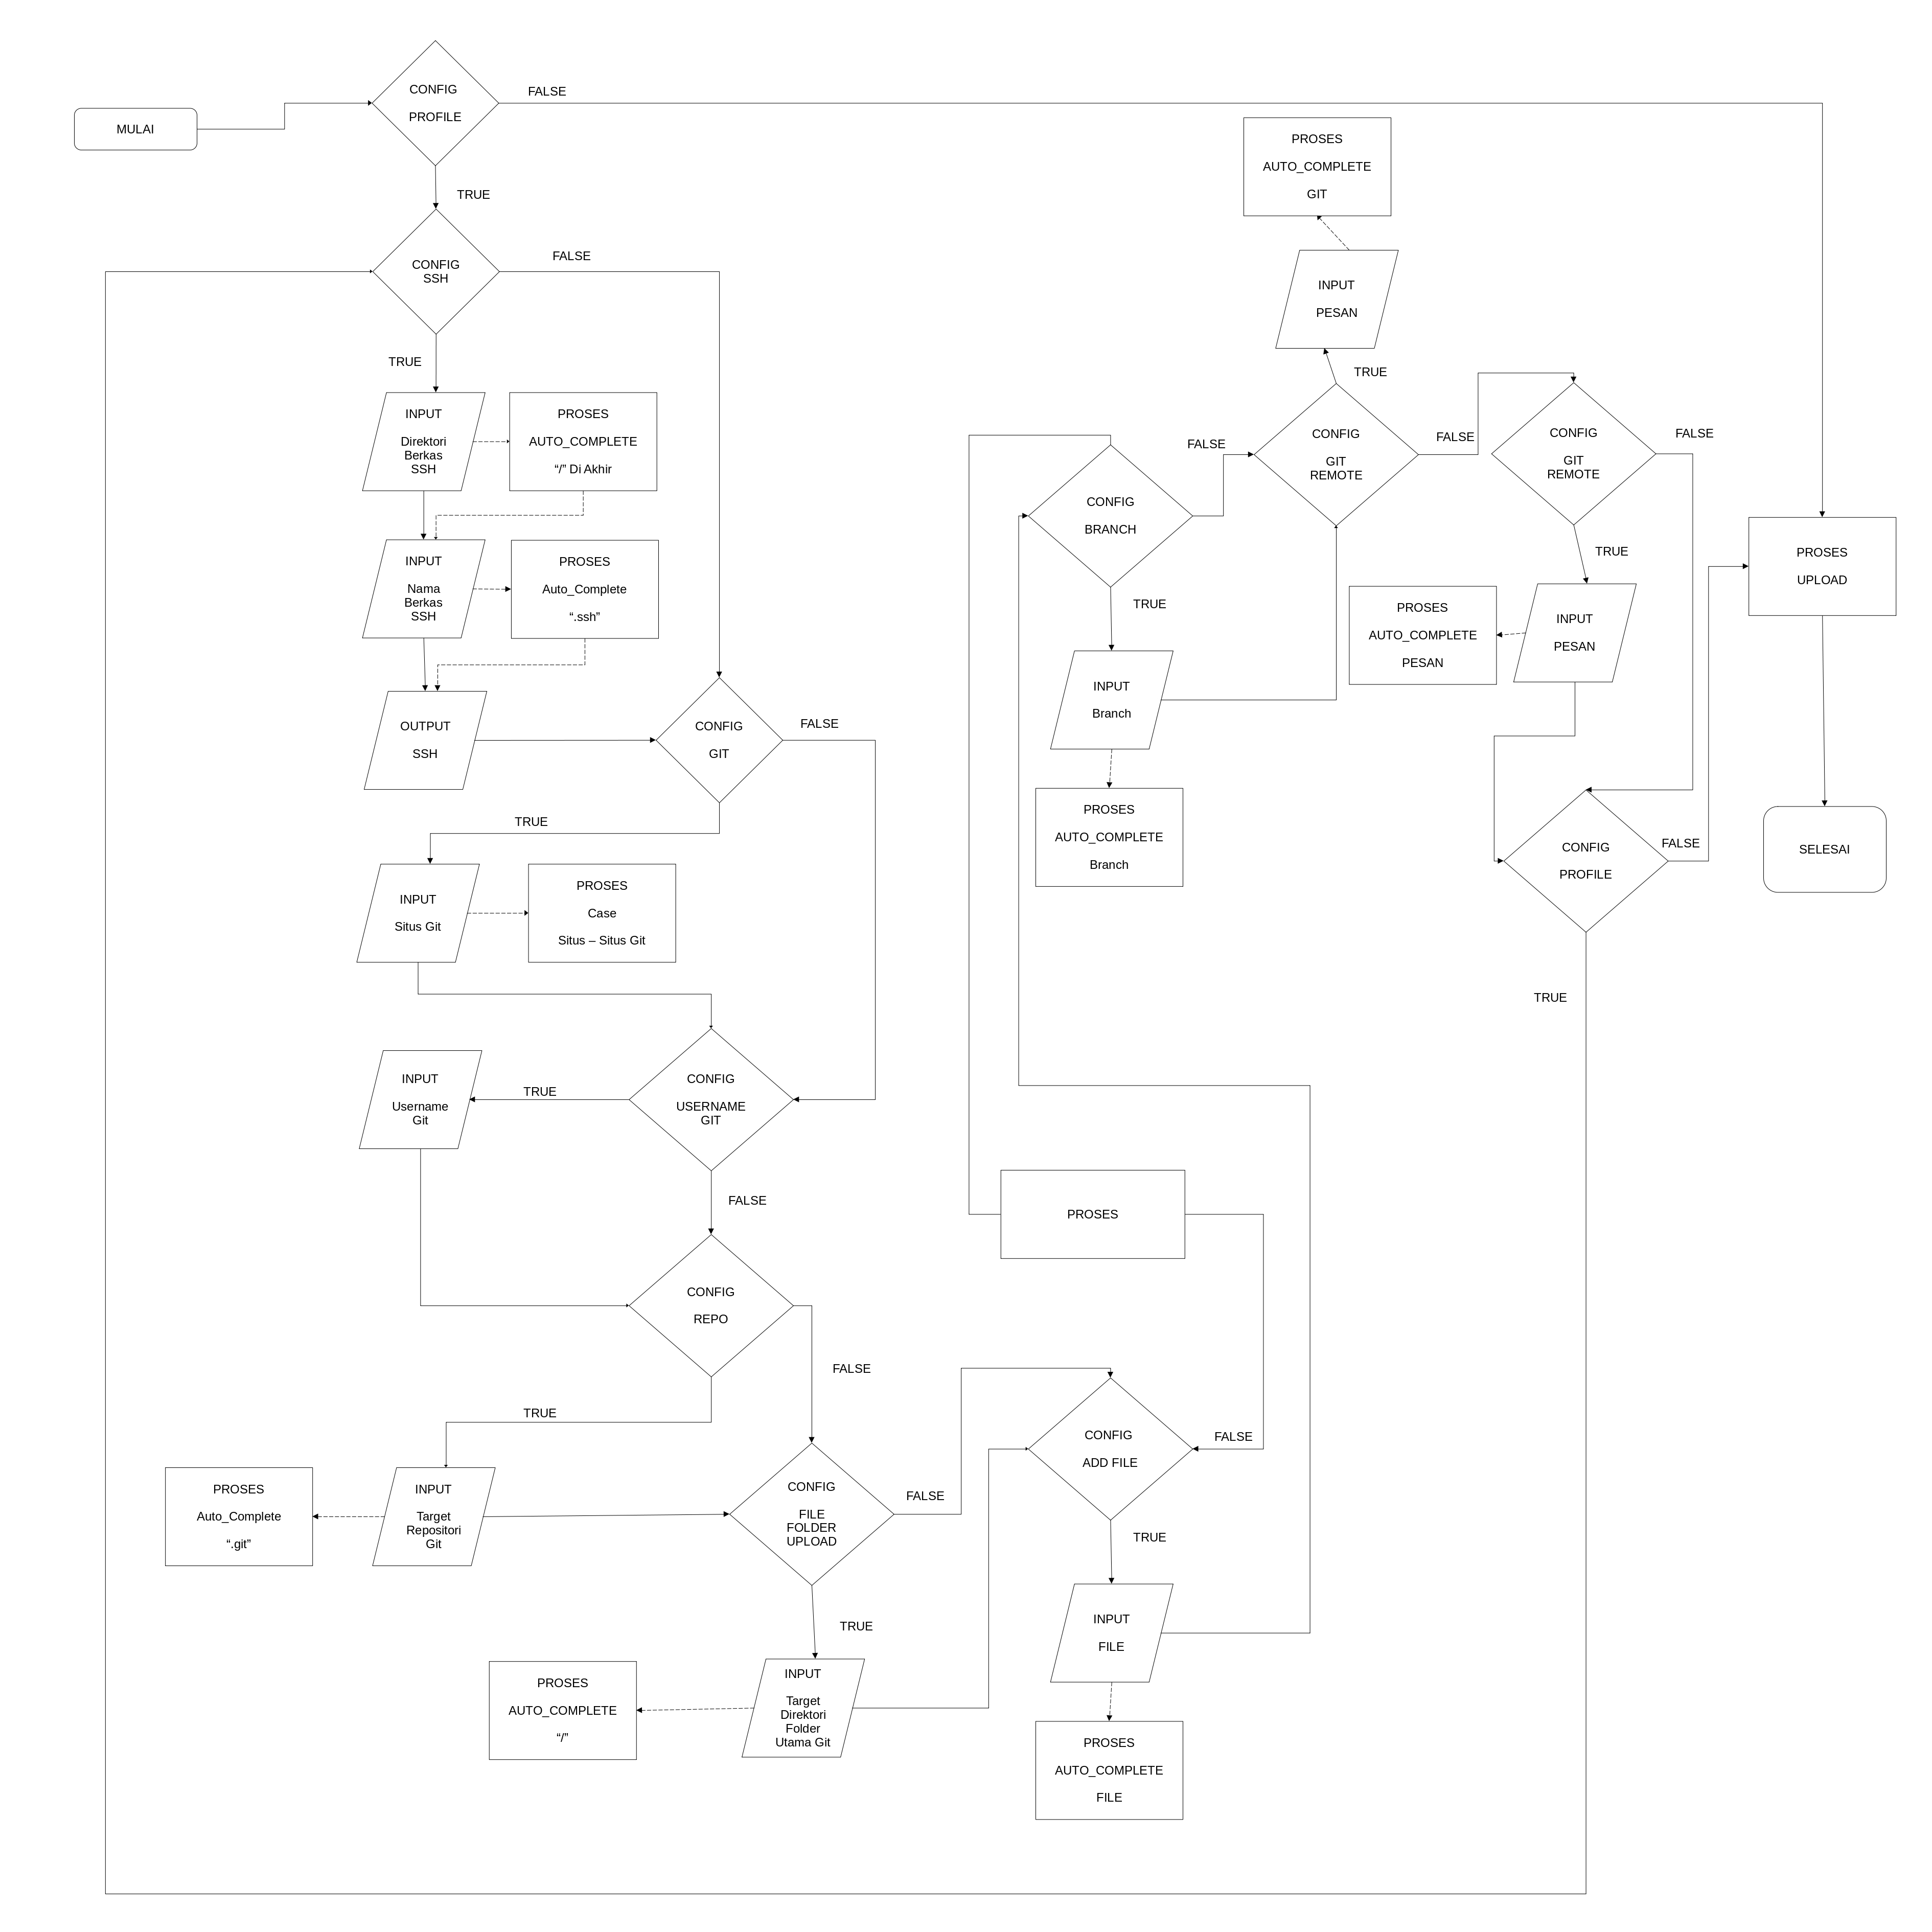 CONFIG
PROFILE
FALSE
MULAI
TRUE
CONFIG
SSH
FALSE
TRUE
INPUT
Direktori
Berkas
SSH
PROSES
AUTO_COMPLETE
“/” Di Akhir
INPUT
Nama
Berkas
SSH
PROSES
Auto_Complete
“.ssh”
OUTPUT
SSH
CONFIG
GIT
FALSE
TRUE
INPUT
Situs Git
PROSES
Case
Situs – Situs Git
INPUT
Username
Git
TRUE
CONFIG
USERNAME
GIT
FALSE
CONFIG
REPO
FALSE
TRUE
PROSES
Auto_Complete
“.git”
INPUT
Target
Repositori
Git
CONFIG
FILE
FOLDER
UPLOAD
FALSE
TRUE
PROSES
AUTO_COMPLETE
“/”
INPUT
Target
Direktori
Folder
Utama Git
PROSES
CONFIG
ADD FILE
FALSE
TRUE
INPUT
FILE
PROSES
AUTO_COMPLETE
FILE
CONFIG
BRANCH
FALSE
TRUE
INPUT
Branch
PROSES
AUTO_COMPLETE
Branch
PROSES
AUTO_COMPLETE
GIT
INPUT
PESAN
TRUE
CONFIG
GIT
REMOTE
FALSE
CONFIG
GIT
REMOTE
FALSE
TRUE
PROSES
AUTO_COMPLETE
PESAN
INPUT
PESAN
CONFIG
PROFILE
FALSE
TRUE
PROSES
UPLOAD
SELESAI